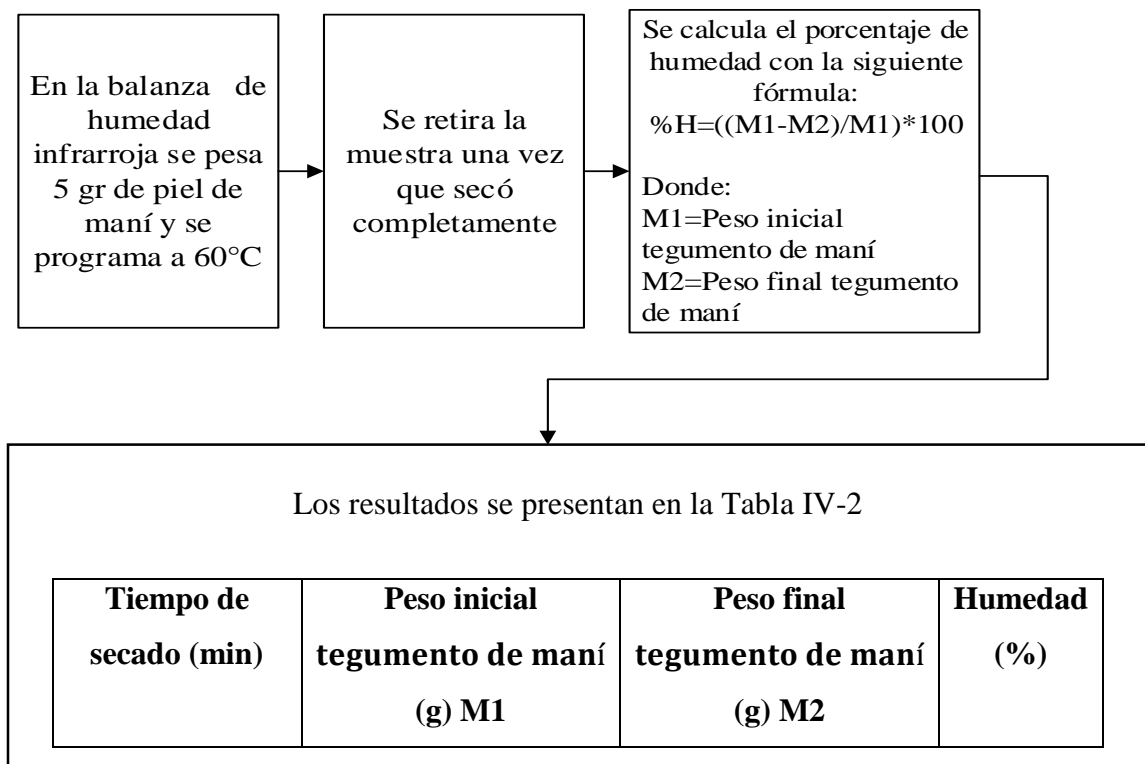 En la balanza de
humedad
infrarroja se pesa
5 gr de piel de
maní y se
programa a 60°C
Se retira la
muestra una vez
que secó
completamente
Se calcula el porcentaje de
humedad con la siguiente
fórmula:
%H=((M1-M2)/M1)*100
Donde:
M1=Peso inicial
tegumento de maní
M2=Peso final tegumento
de maní
Los resultados se presentan en la Tabla IV-2
Tiempo de
secado (min)
Peso inicial
tegumento de maní
(g) M1
Peso final
tegumento de maní
(g) M2
Humedad
(%)